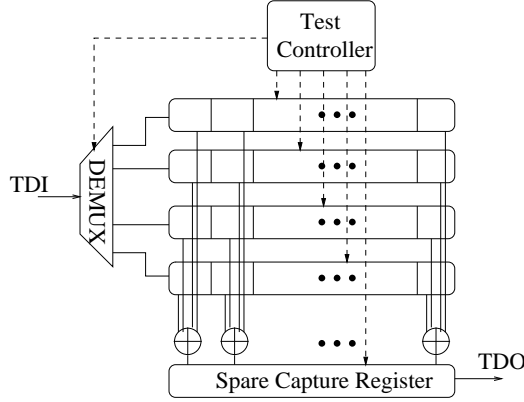 Test
Controller
TDI
DEMUX
TDO
Spare Capture Register